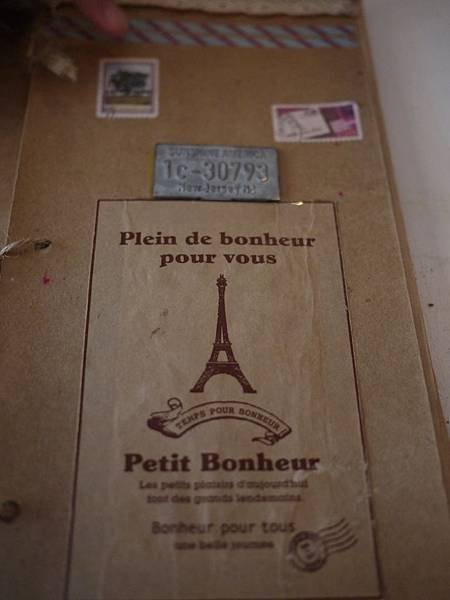 1c-30793
New Jersey NJ
Plein de bonheur
pour vous
TEMPS POUR BONHEUR !
Petit Bonheur
Les petits plaisirs d'aujourd'hui
font des grands lendemains.
Bonheur pour tous
une belle journée